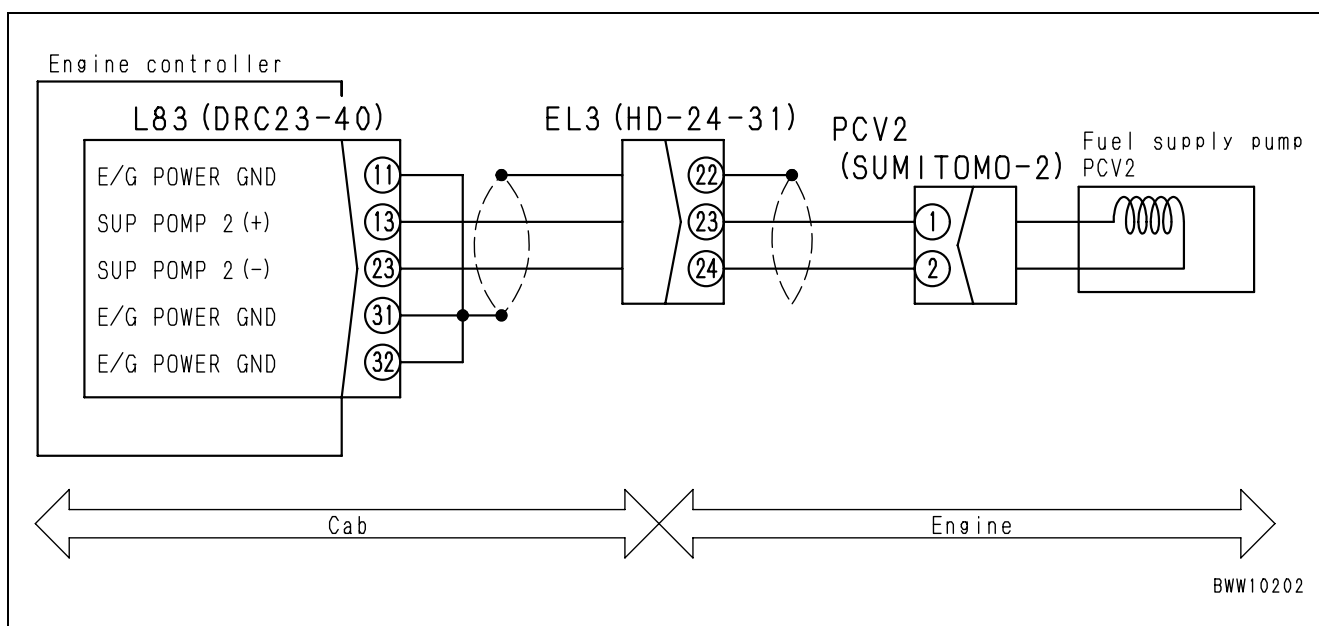 Engine controller
L83 (DRC23-40)
EL3 (HD-24-31)
PCV2
(SUMITOMO-2)
Fuel supply pump
PCV2
E/G POWER GND
11
SUP POMP 2 (+)
13
SUP POMP 2 (-)
23
E/G POWER GND
31
E/G POWER GND
32
22
23
24
1
2
Cab
Engine
BWW10202